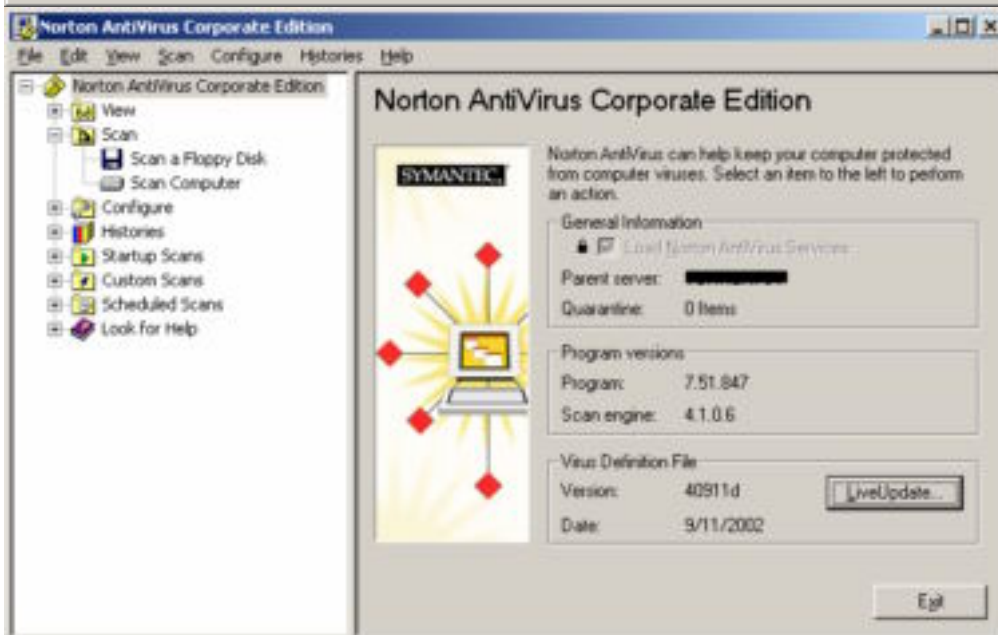 Norton AntiVirus Corporate Edition
File Edit View Scan Configure Histories Help
Norton AntiVirus Corporate Edition
View
Scan
Scan a Floppy Disk
Scan Computer
Configure
Histories
Startup Scans
Custom Scans
Scheduled Scans
Look for Help
Norton AntiVirus Corporate Edition
SYMANTEC.
Norton AntiVirus can help keep your computer protected
from computer viruses. Select an item to the left to perform
an action.
General Information
Load Norton AntiVirus Services
Parent server:
Quarantine: 0 Items
Program versions
Program: 7.51.847
Scan engine: 4.1.0.6
Virus Definition File
Version: 40911d
LiveUpdate...
Date: 9/11/2002
Exit